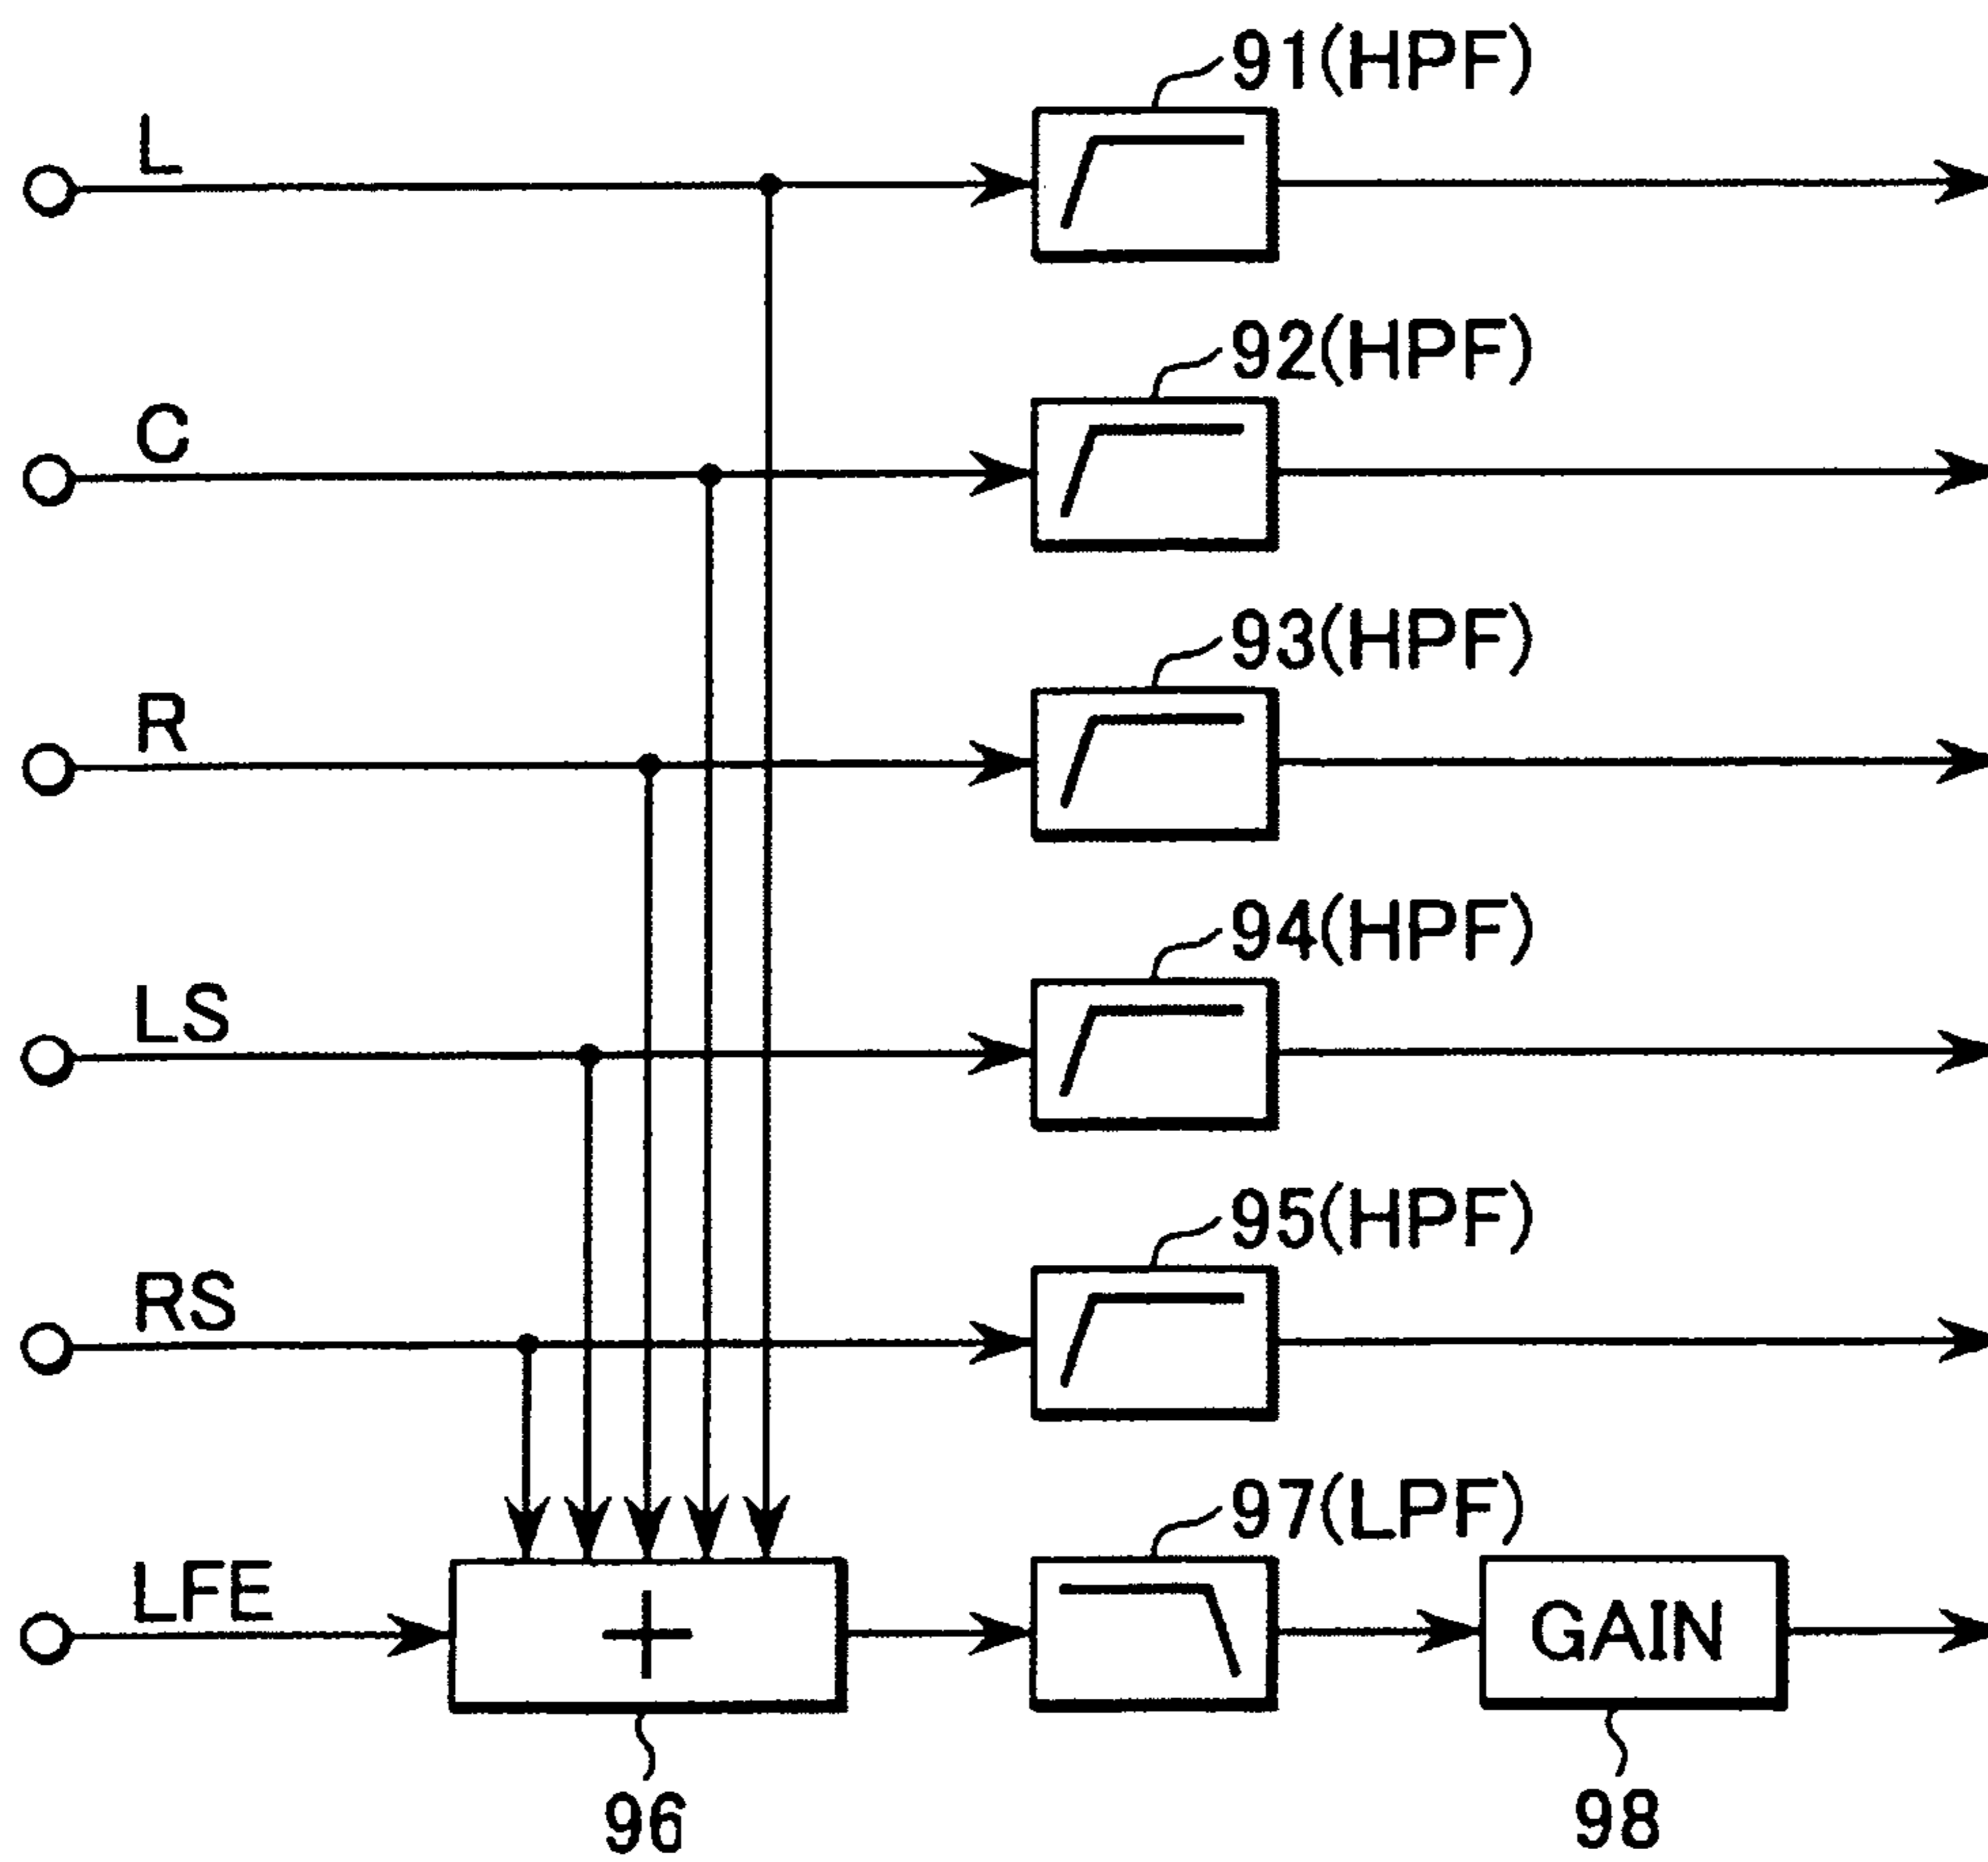 91(HPF)
L
92(HPF)
C
93(HPF)
R
94(HPF)
LS
95(HPF)
RS
97(LPF)
LFE
+
GAIN
96
98